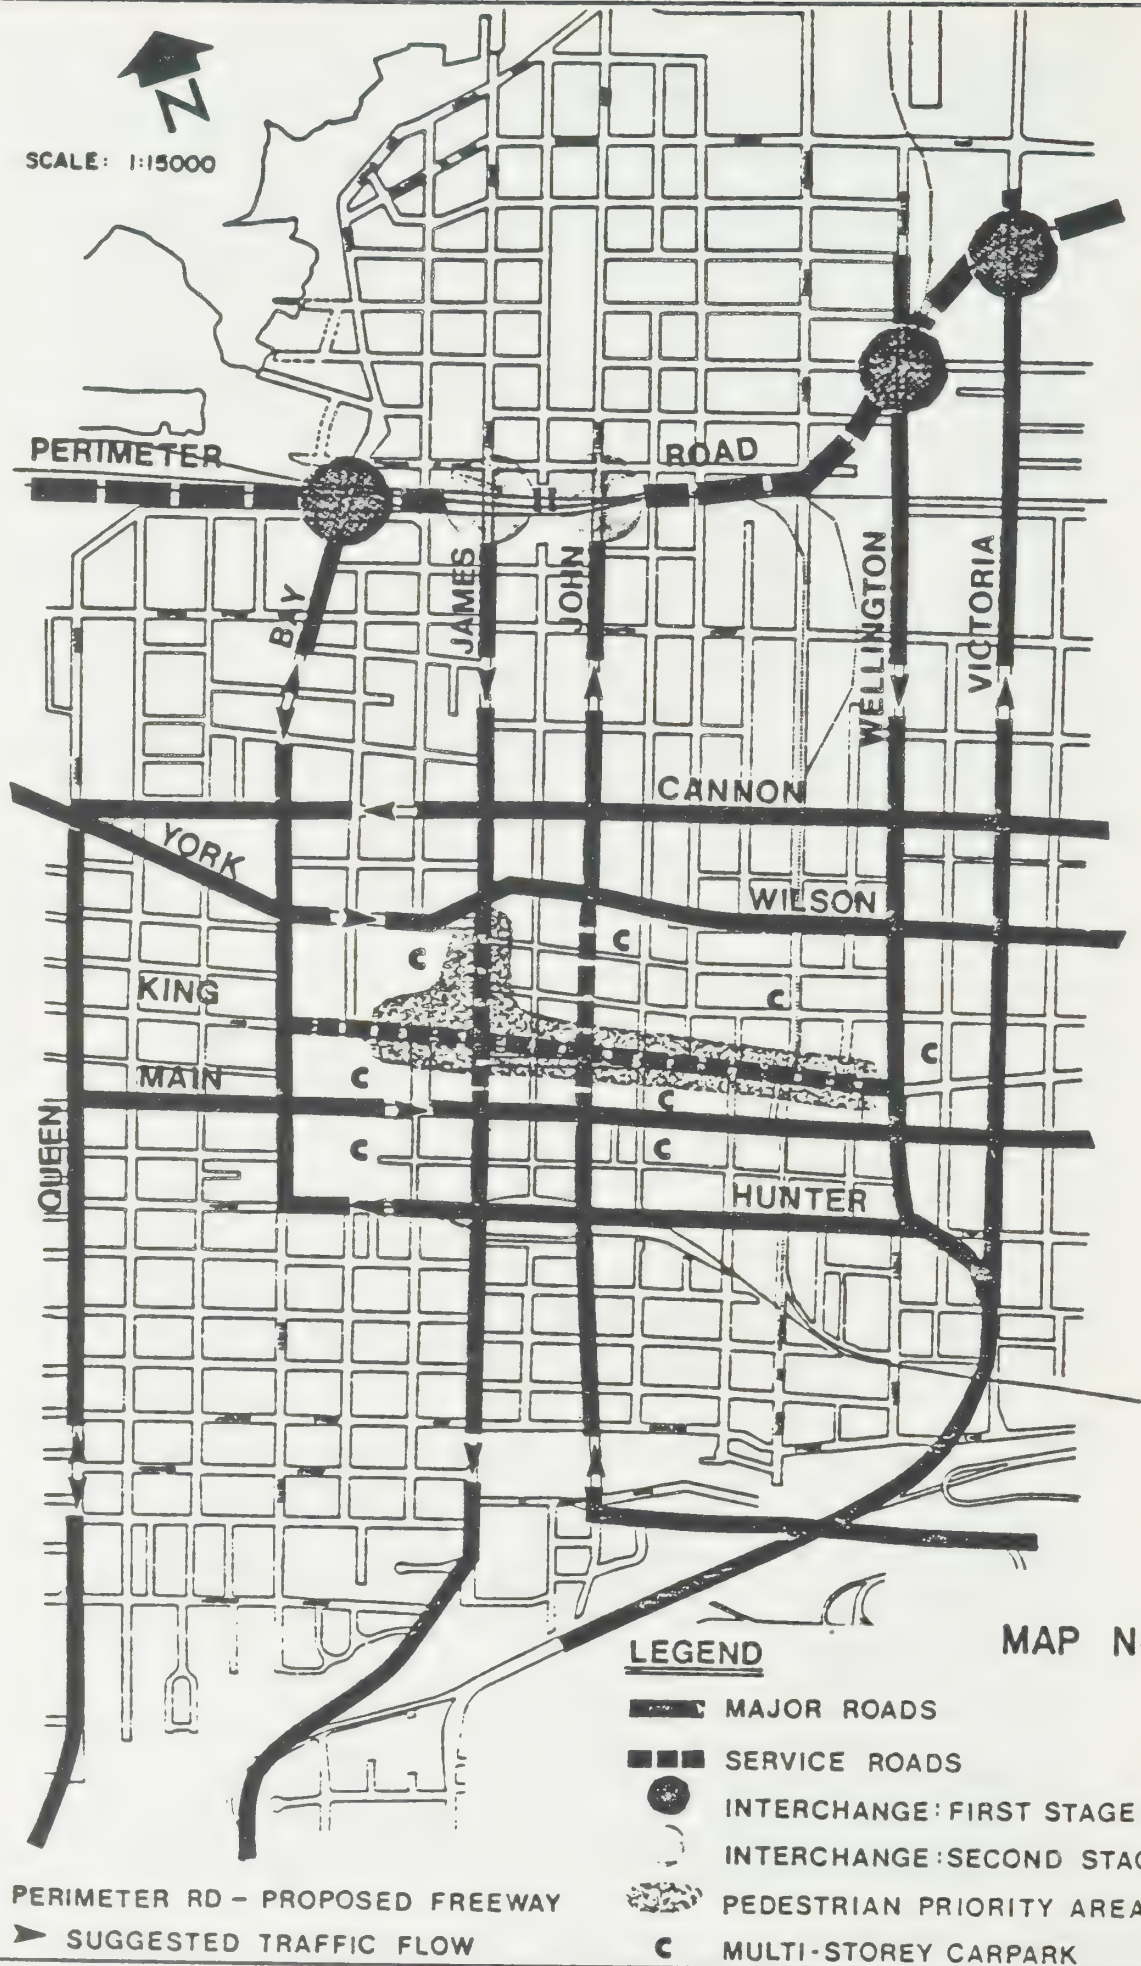 N
SCALE: 1:15000
PERIMETER ROAD
BAY
JAMES
JOHN
WELLINGTON
VICTORIA
CANNON
YORK
WILSON
C
C
KING
C
C
MAIN
C
C
QUEEN
C
C
HUNTER
MAP N
LEGEND
MAJOR ROADS
SERVICE ROADS
INTERCHANGE: FIRST STAGE
INTERCHANGE: SECOND STAG
PERIMETER RD - PROPOSED FREEWAY
PEDESTRIAN PRIORITY AREA
SUGGESTED TRAFFIC FLOW
C MULTI-STOREY CARPARK